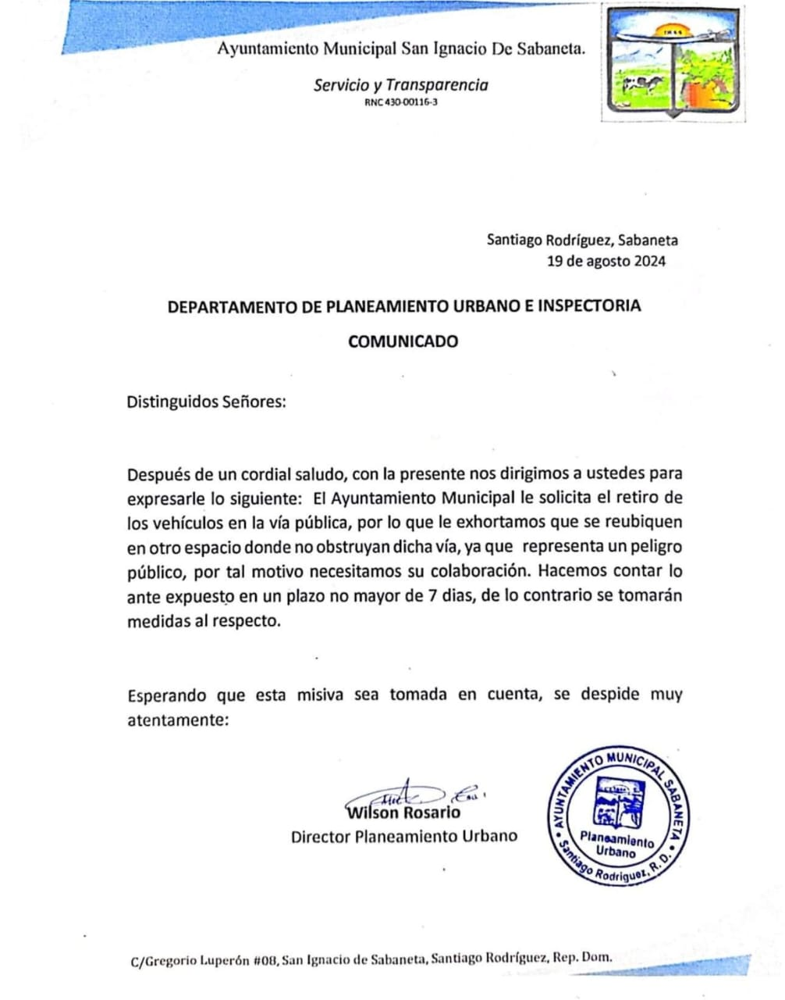 Ayuntamiento Municipal San Ignacio De Sabaneta.
Servicio y Transparencia
RNC 430-00116-3
1844
Santiago Rodríguez, Sabaneta
19 de agosto 2024
DEPARTAMENTO DE PLANEAMIENTO URBANO E INSPECTORIA
COMUNICADO
Distinguidos Señores:
Después de un cordial saludo, con la presente nos dirigimos a ustedes para
expresarle lo siguiente: El Ayuntamiento Municipal le solicita el retiro de
los vehículos en la vía pública, por lo que le exhortamos que se reubiquen
en otro espacio donde no obstruyan dicha vía, ya que representa un peligro
público, por tal motivo necesitamos su colaboración. Hacemos contar lo
ante expuesto en un plazo no mayor de 7 dias, de lo contrario se tomarán
medidas al respecto.
Esperando que esta misiva sea tomada en cuenta, se despide muy
atentamente:
Wilson Rosario
Director Planeamiento Urbano
AYUNTAMIENTO MUNICIPAL SABANETA
Planeamiento
Urbano
Santiago Rodriguez, R. D.
C/Gregorio Luperón #08, San Ignacio de Sabaneta, Santiago Rodríguez, Rep. Dom.